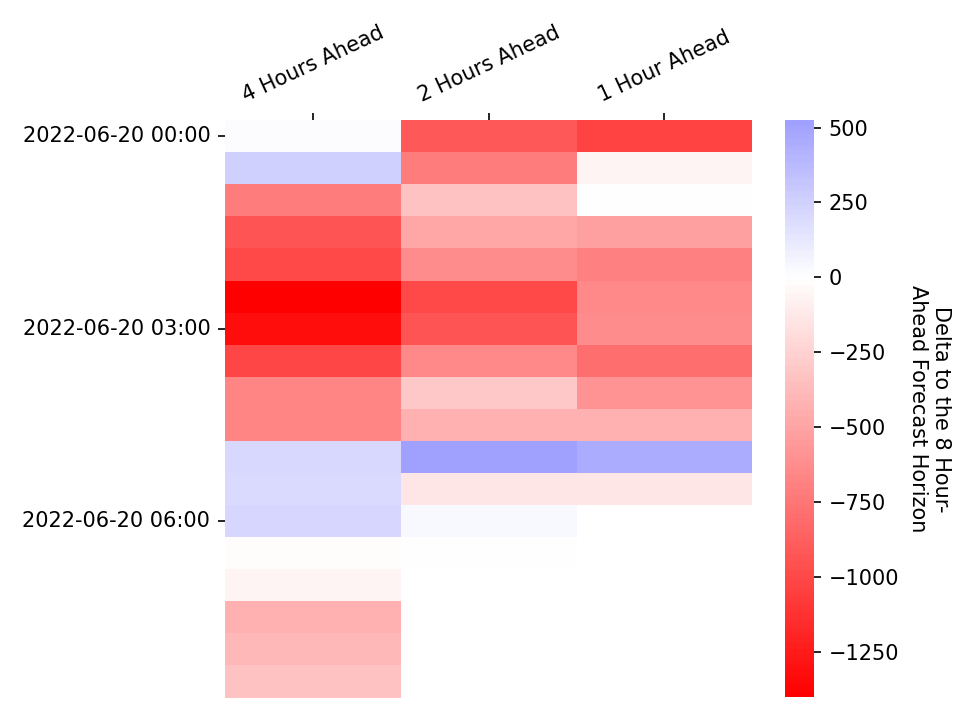 4 Hours Ahead
2 Hours Ahead
1 Hour Ahead
2022-06-20 00:00
2022-06-20 03:00
2022-06-20 06:00
500
250
0
−250
−500
−750
−1000
−1250
Delta to the 8 Hour-
Ahead Forecast Horizon